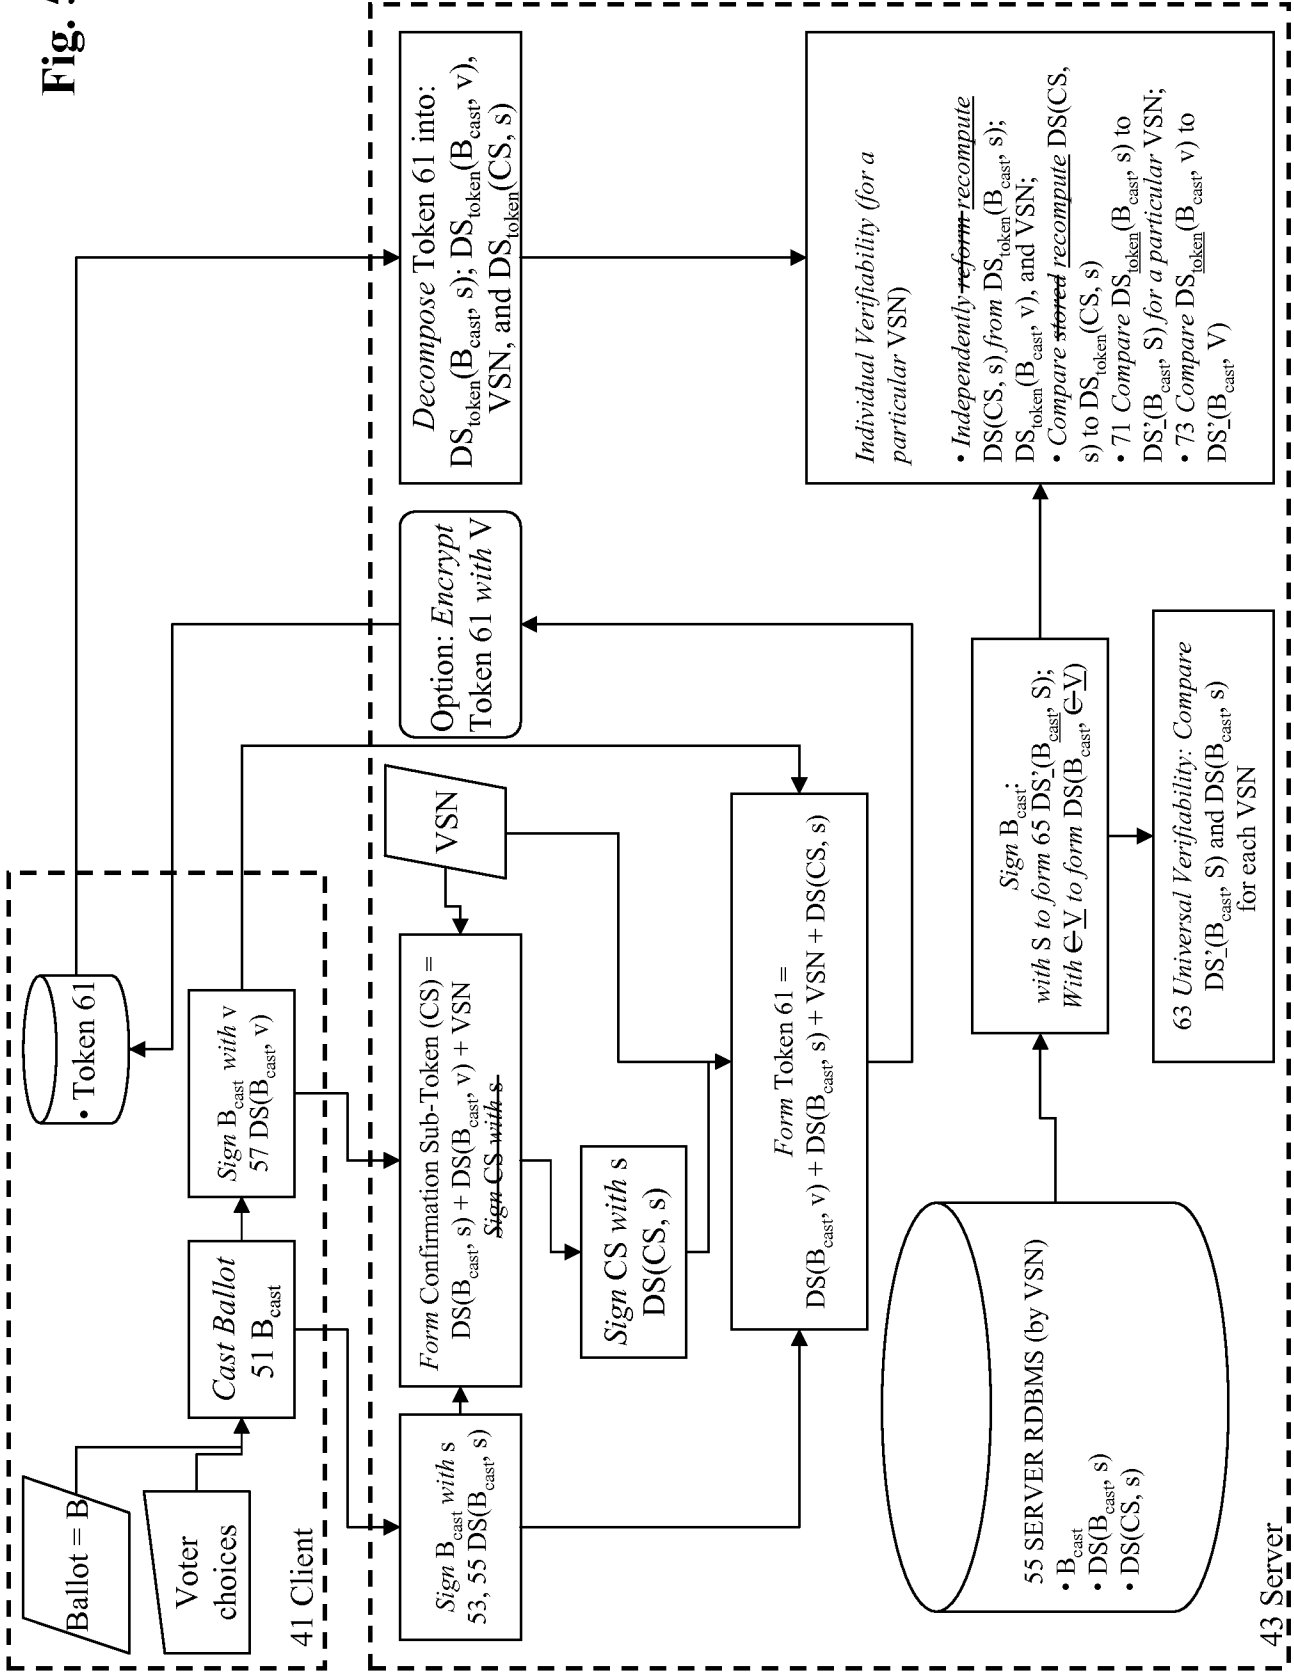 Fig.
Ballot = B
Voter
choices
41 Client
Cast Ballot
51 B_cast
Sign B_cast with v
57 DS(B_cast, v)
• Token 61
Sign B_cast with s
53, 55 DS(B_cast, s)
Form Confirmation Sub-Token (CS) =
DS(B_cast, s) + DS(B_cast, v) + VSN
Sign CS with s
VSN
Sign CS with s
DS(CS, s)
Form Token 61 =
DS(B_cast, v) + DS(B_cast, s) + VSN + DS(CS, s)
Option: Encrypt
Token 61 with V
Decompose Token 61 into:
DS_token(B_cast, s); DS_token(B_cast, v),
VSN, and DS_token(CS, s)
Individual Verifiability (for a
particular VSN)
• Independently reform recompute
DS(CS, s) from DS_token(B_cast, s);
DS_token(B_cast, v), and VSN;
• Compare stored recompute DS(CS,
s) to DS_token(CS, s)
• 71 Compare DS_token(B_cast, s) to
DS'(B_cast, S) for a particular VSN;
• 73 Compare DS_token(B_cast, v) to
DS'(B_cast, V)
55 SERVER RDBMS (by VSN)
• B_cast
• DS(B_cast, s)
• DS(CS, s)
Sign B_cast:
with S to form 65 DS'(B_cast, S);
With C V to form DS(B_cast, C V)
63 Universal Verifiability: Compare
DS'(B_cast, S) and DS(B_cast, s)
for each VSN
43 Server